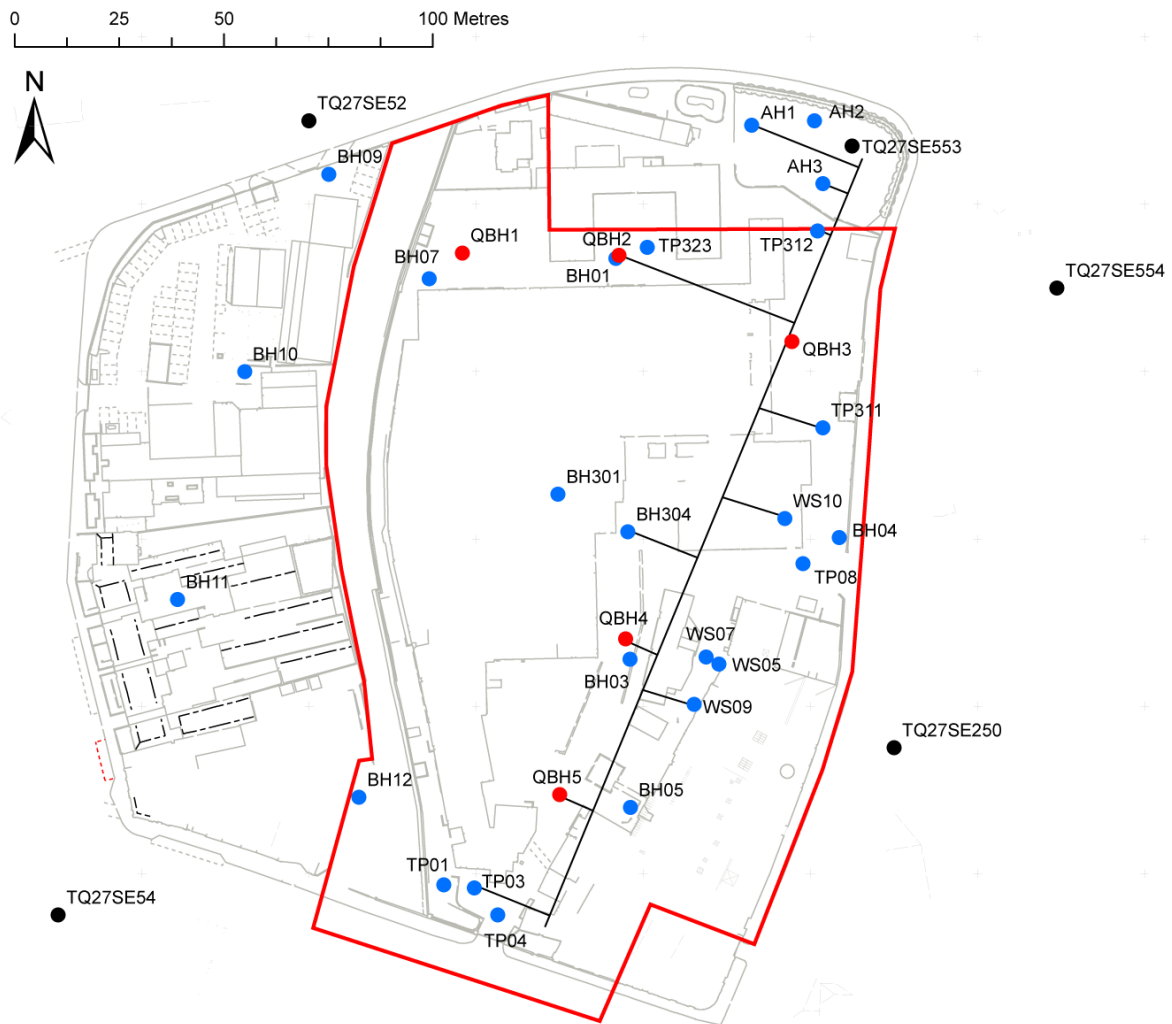 0 25 50 100 Metres
N
TQ27SE52
AH1
AH2
TQ27SE553
BH09
AH3
QBH1
QBH2
TP323
TP312
BH07
BH01
TQ27SE554
QBH3
BH10
TP311
BH301
WS10
BH304
BH04
TP08
BH11
QBH4
WS07
WS05
BH03
WS09
TQ27SE250
QBH5
BH12
BH05
TP01
TP03
TQ27SE54
TP04